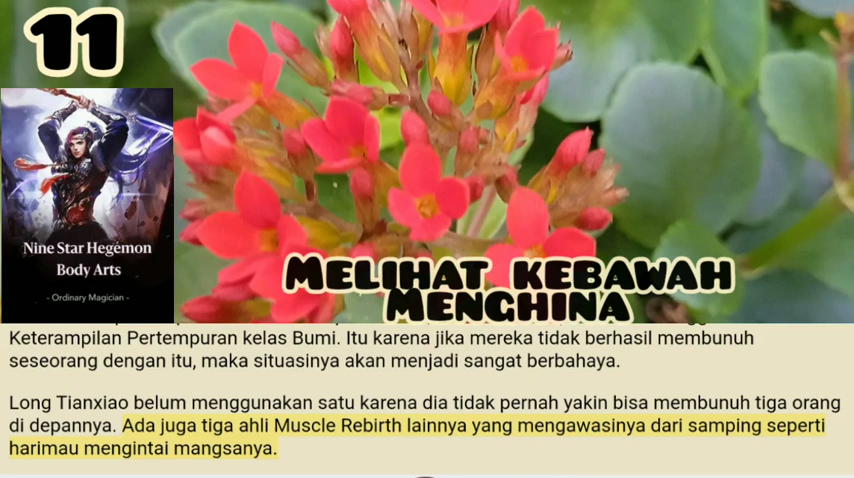 11
Nine Star Hegemon
Body Arts
- Ordinary Magician -
MELIHAT KEBAWAH
MENGHINA
Keterampilan Pertempuran kelas Bumi. Itu karena jika mereka tidak berhasil membunuh
seseorang dengan itu, maka situasinya akan menjadi sangat berbahaya.
Long Tianxiao belum menggunakan satu karena dia tidak pernah yakin bisa membunuh tiga orang
di depannya. Ada juga tiga ahli Muscle Rebirth lainnya yang mengawasinya dari samping seperti
harimau mengintai mangsanya.